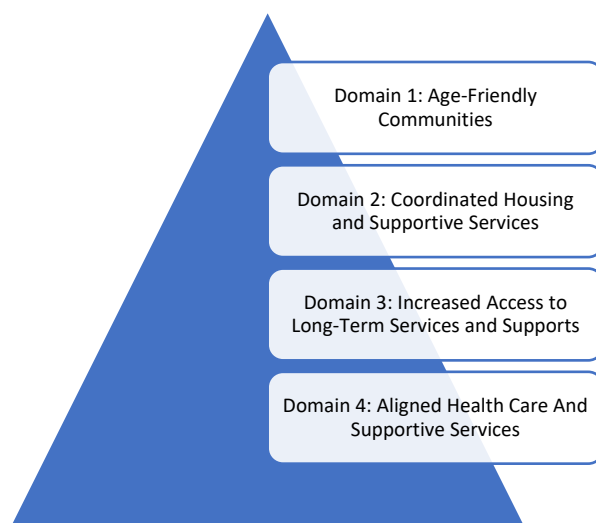 Domain 1: Age-Friendly
Communities
Domain 2: Coordinated Housing
and Supportive Services
Domain 3: Increased Access to
Long-Term Services and Supports
Domain 4: Aligned Health Care And
Supportive Services